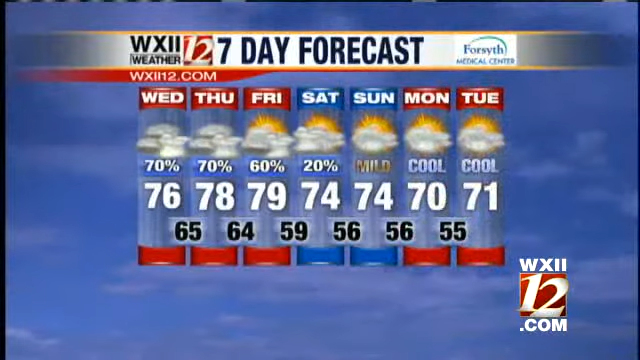 WXII 12
WEATHER
7 DAY FORECAST
Forsyth
MEDICAL CENTER
WXII12.COM
WED THU FRI SAT SUN MON TUE
70% 70% 60% 20% MILD COOL COOL
76 78 79 74 74 70 71
65 64 59 56 56 55
WXII
12
.COM